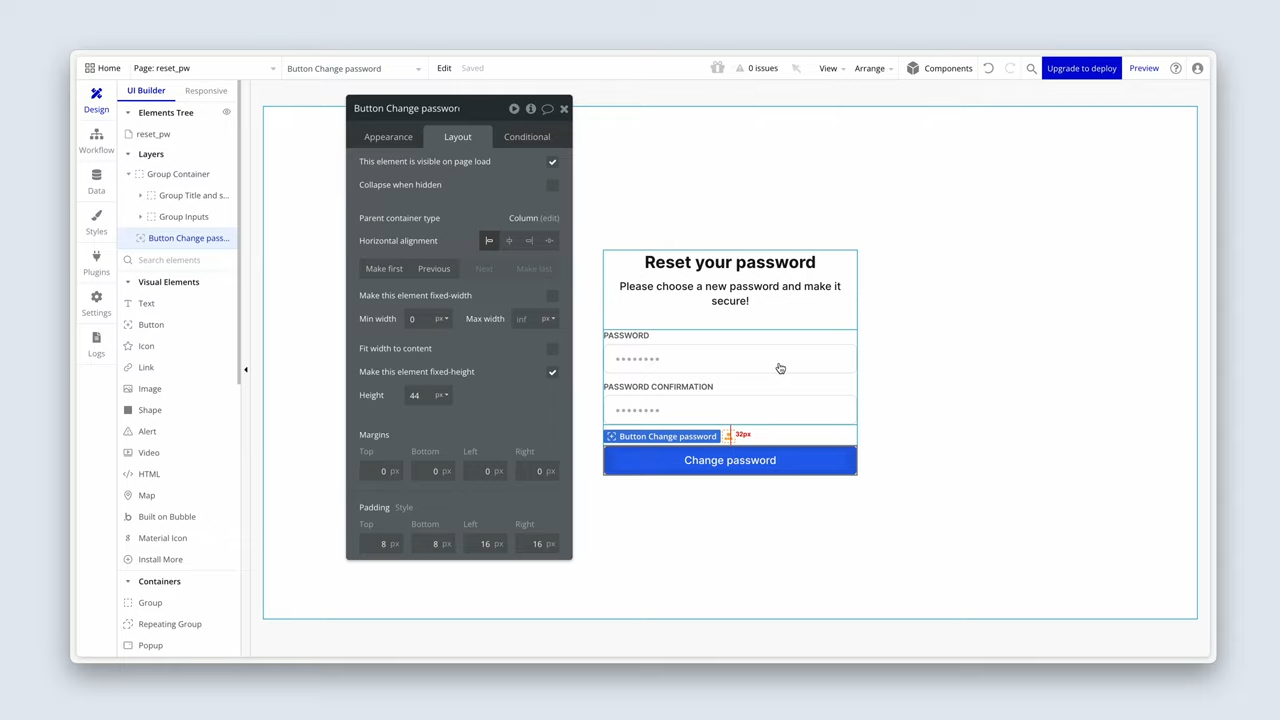 Home
Page: reset_pw
Button Change password
Edit
Saved
0 issues
View
Arrange
Components
Upgrade to deploy
Preview
Design
Workflow
Data
Styles
Plugins
Settings
Logs
UI Builder
Responsive
Elements Tree
reset_pw
Layers
Group Container
Group Title and s...
Group Inputs
Button Change pass...
Search elements
Visual Elements
Text
Button
Icon
Link
Image
Shape
Alert
Video
</> HTML
Map
Built on Bubble
Material Icon
Install More
Containers
Group
Repeating Group
Popup
Button Change passwor
Appearance
Layout
Conditional
This element is visible on page load
Collapse when hidden
Parent container type Column (edit)
Horizontal alignment
Make first Previous Next Make last
Make this element fixed-width
Min width 0 px Max width inf px
Fit width to content
Make this element fixed-height
Height 44 px
Margins
Top Bottom Left Right
0 px 0 px 0 px 0 px
Padding Style
Top Bottom Left Right
8 px 8 px 16 px 16 px
Reset your password
Please choose a new password and make it
secure!
PASSWORD
PASSWORD CONFIRMATION
Button Change password
32px
Change password